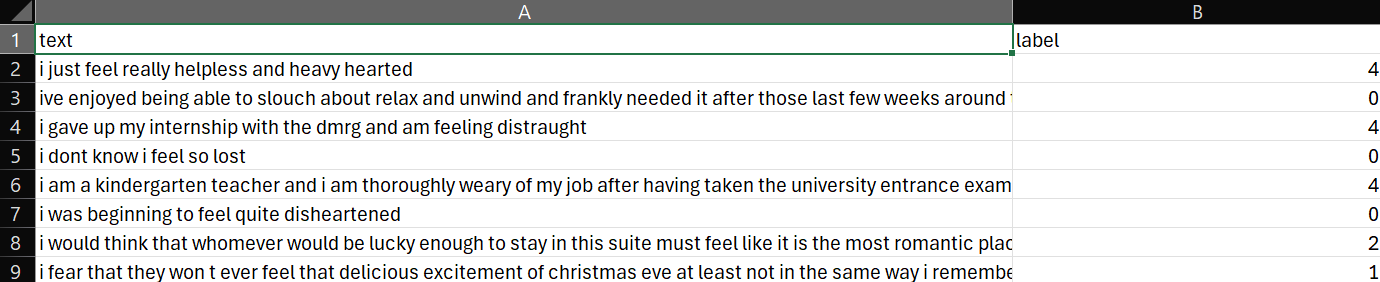 A B
1 text label
2 i just feel really helpless and heavy hearted 4
3 ive enjoyed being able to slouch about relax and unwind and frankly needed it after those last few weeks around 0
4 i gave up my internship with the dmrg and am feeling distraught 4
5 i dont know i feel so lost 0
6 i am a kindergarten teacher and i am thoroughly weary of my job after having taken the university entrance exam 4
7 i was beginning to feel quite disheartened 0
8 i would think that whomever would be lucky enough to stay in this suite must feel like it is the most romantic plac 2
9 i fear that they won t ever feel that delicious excitement of christmas eve at least not in the same way i remembe 1